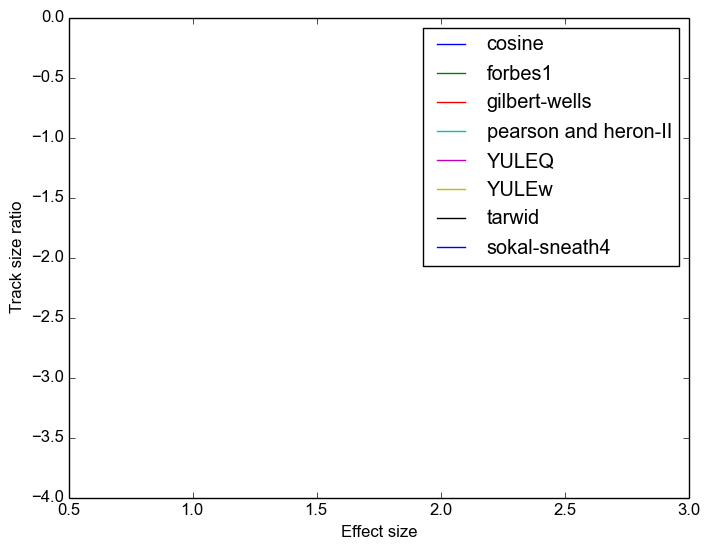 0.0
−0.5
−1.0
−1.5
−2.0
−2.5
−3.0
−3.5
−4.0
Track size ratio
cosine
forbes1
gilbert-wells
pearson and heron-II
YULEQ
YULEw
tarwid
sokal-sneath4
0.5 1.0 1.5 2.0 2.5 3.0
Effect size